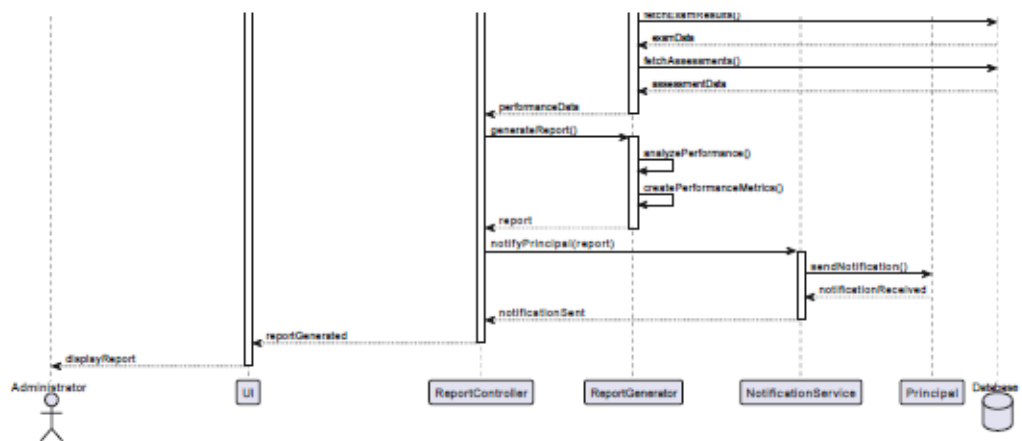 fetchExamResults()
examData
fetchAssessments()
assessmentData
performanceData
generateReport()
analyzePerformance()
createPerformanceMetrics()
report
notifyPrincipal(report)
sendNotification()
notificationReceived
notificationSent
reportGenerated
displayReport
Administrator
UI
ReportController
ReportGenerator
NotificationService
Principal
Database